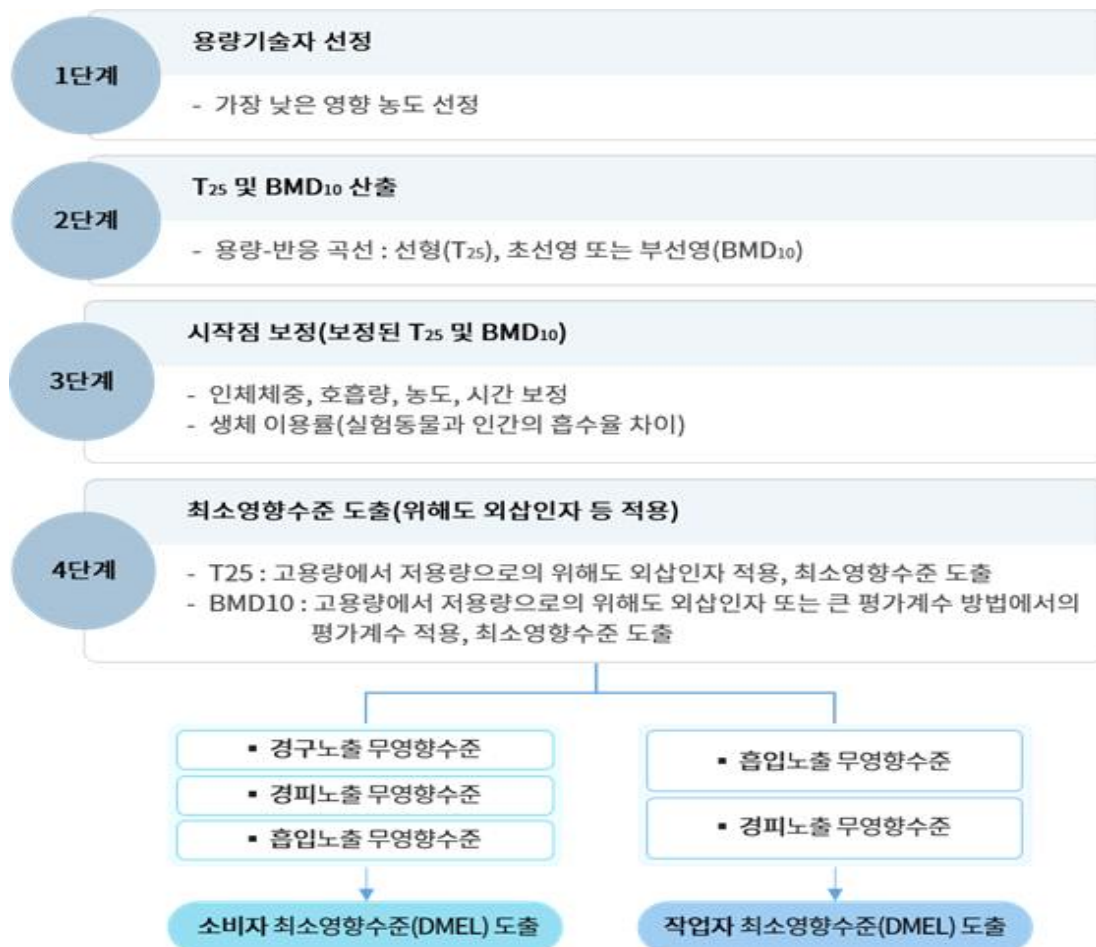 용량기술자 선정
1단계
- 가장 낮은 영향 농도 선정
T25 및 BMD10 산출
2단계
- 용량-반응 곡선 : 선형(T25), 초선영 또는 부선영(BMD10)
시작점 보정(보정된 T25 및 BMD10)
3단계
- 인체체중, 호흡량, 농도, 시간 보정
- 생체 이용률(실험동물과 인간의 흡수율 차이)
최소영향수준 도출(위해도 외삽인자 등 적용)
4단계
- T25 : 고용량에서 저용량으로의 위해도 외삽인자 적용, 최소영향수준 도출
- BMD10 : 고용량에서 저용량으로의 위해도 외삽인자 또는 큰 평가계수 방법에서의
평가계수 적용, 최소영향수준 도출
▪ 경구노출 무영향수준
▪ 경피노출 무영향수준
▪ 흡입노출 무영향수준
소비자 최소영향수준(DMEL) 도출
▪ 흡입노출 무영향수준
▪ 경피노출 무영향수준
작업자 최소영향수준(DMEL) 도출